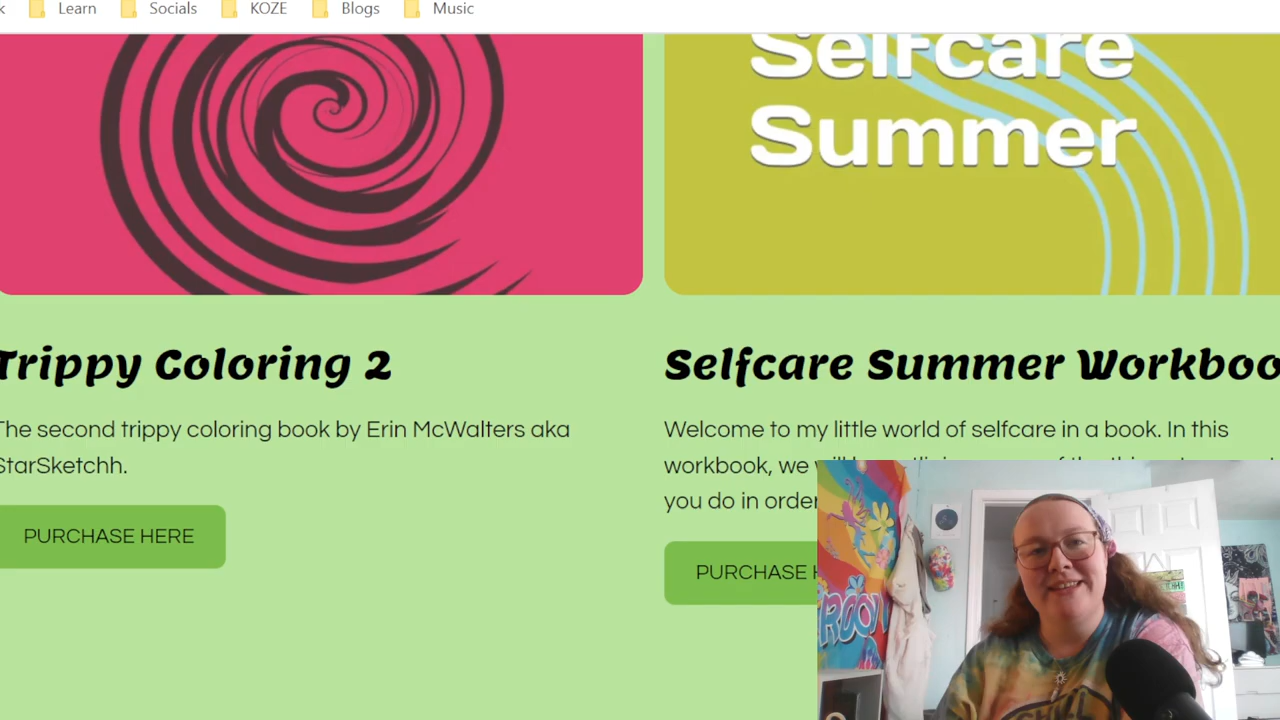 Learn Socials KOZE Blogs Music
Selfcare
Summer
Trippy Coloring 2
The second trippy coloring book by Erin McWalters aka
StarSketchh.
PURCHASE HERE
Selfcare Summer Workboo
Welcome to my little world of selfcare in a book. In this
workbook, we
you do in order
PURCHASE
CHILL